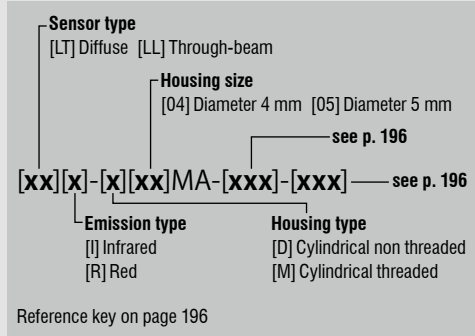 Sensor type
[LT] Diffuse [LL] Through-beam
Housing size
[04] Diameter 4 mm [05] Diameter 5 mm
see p. 196
[xx][x]-[x][xx]MA-[xxx]-[xxx] see p. 196
Emission type
[I] Infrared
[R] Red
Housing type
[D] Cylindrical non threaded
[M] Cylindrical threaded
Reference key on page 196